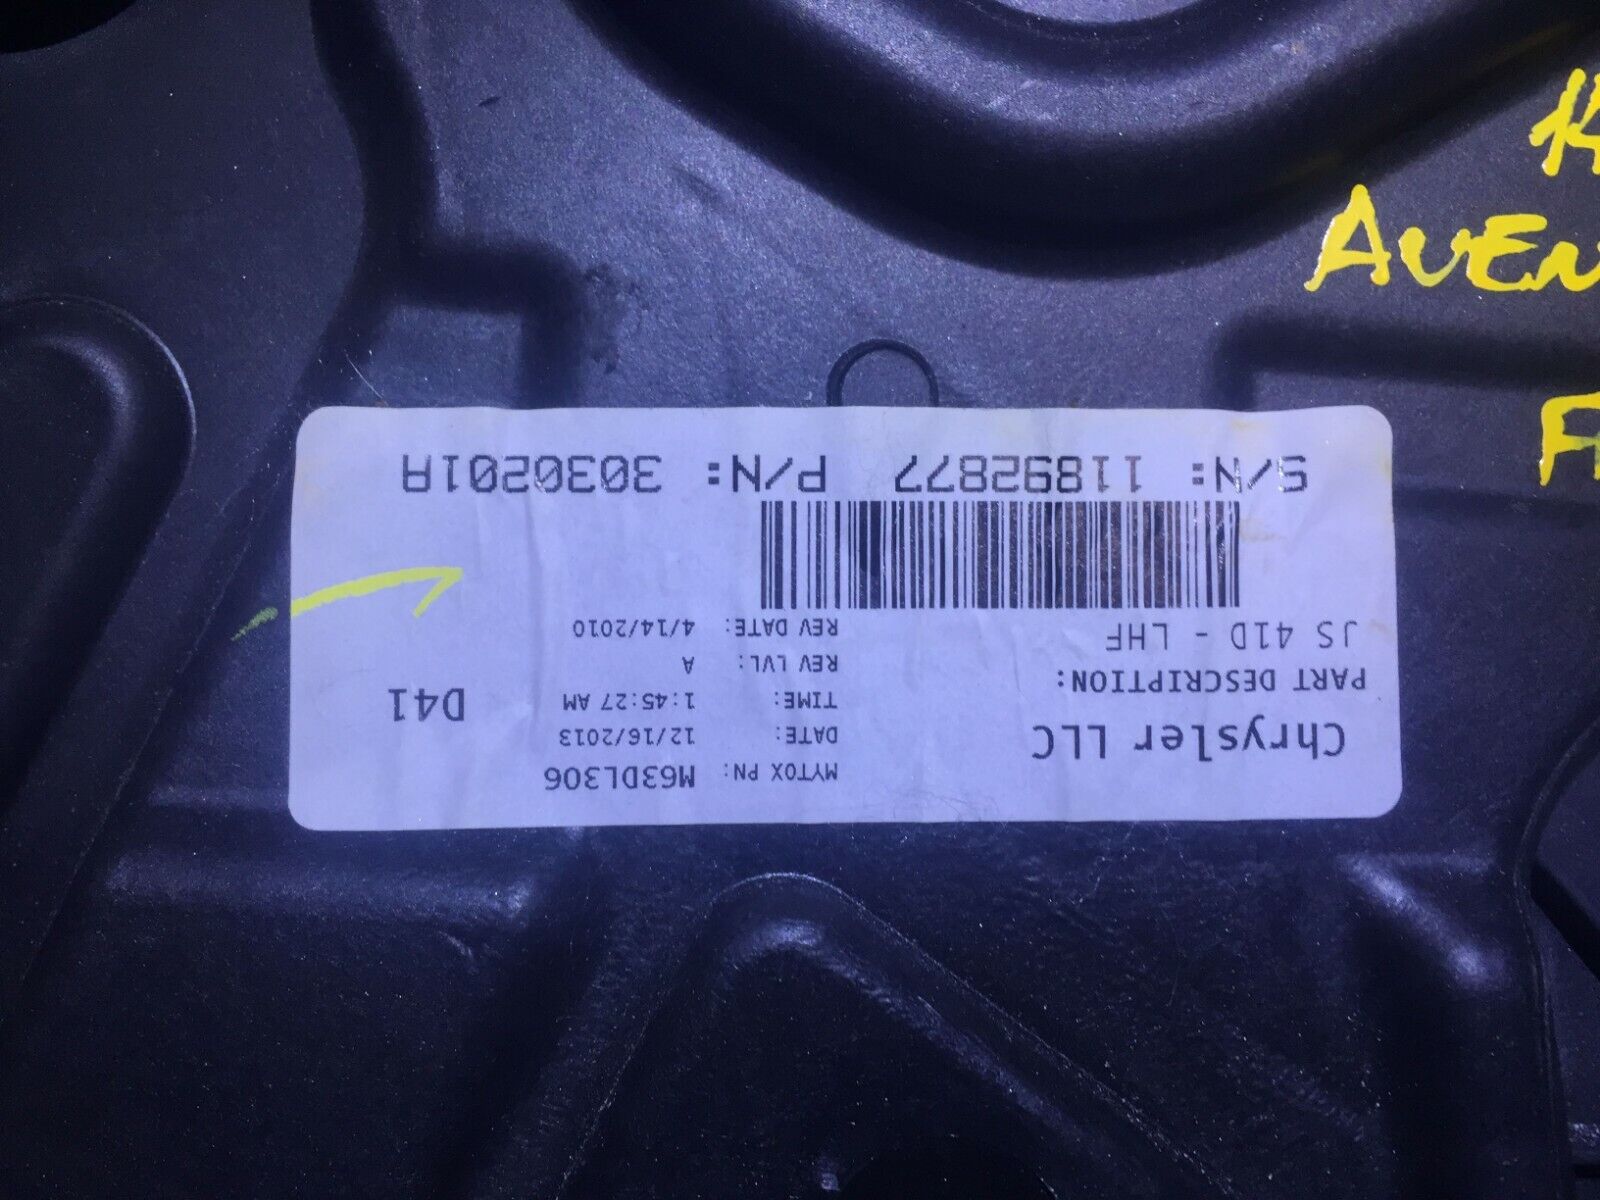 AVEN
S/N: 11892877 P/N: 3030201A
JS 41D - LHF
PART DESCRIPTION:
Chrysler LLC
MYTOX PN: M63DL306
DATE: 12/16/2013
TIME: 1:45:27 AM
REV LVL: A
REV DATE: 4/14/2010
D41